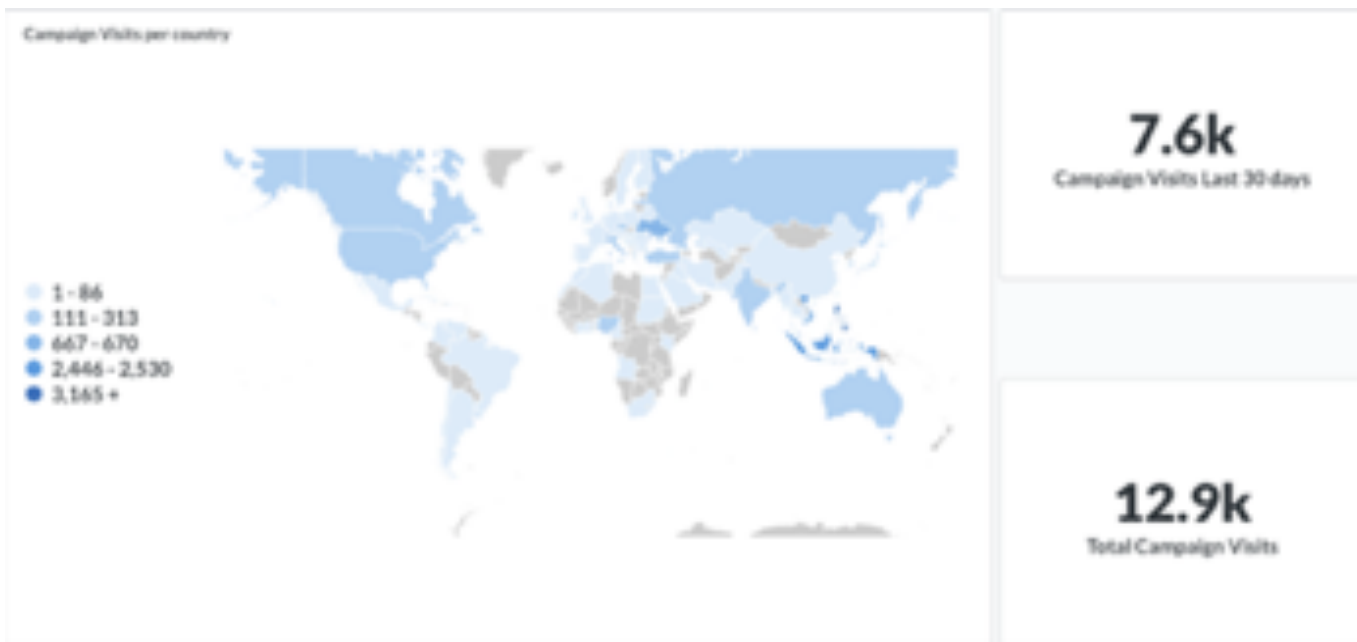 Campaign Visits per country
1 - 86
111 - 313
667 - 670
2,446 - 2,530
3,165 +
7.6k
Campaign Visits Last 30 days
12.9k
Total Campaign Visits